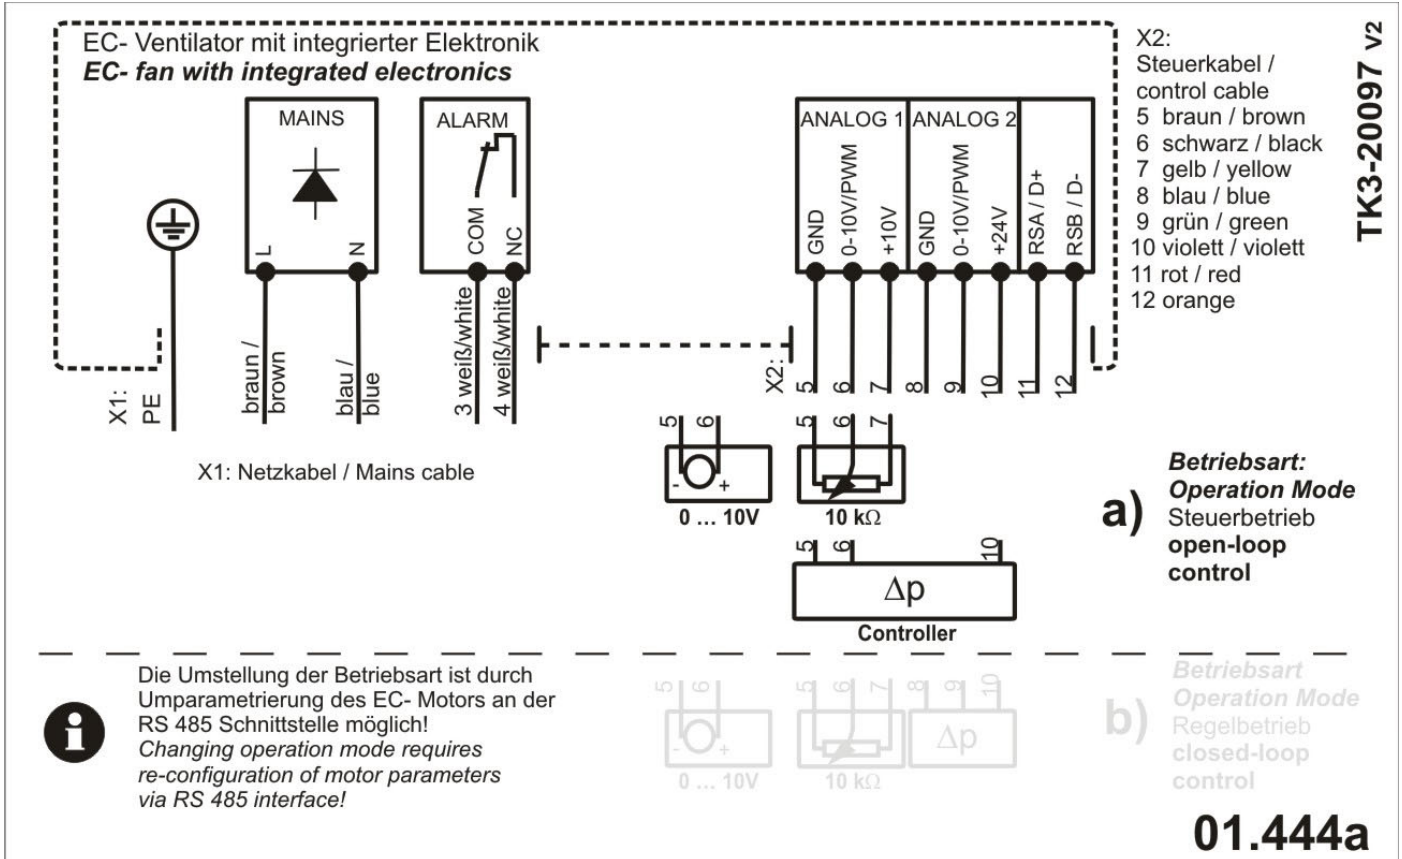 EC- Ventilator mit integrierter Elektronik
EC- fan with integrated electronics
MAINS
L
N
ALARM
COM
NC
ANALOG 1
GND
0-10V/PWM
+10V
ANALOG 2
GND
0-10V/PWM
+24V
RSA / D+
RSB / D-
X2:
Steuerkabel /
control cable
5 braun / brown
6 schwarz / black
7 gelb / yellow
8 blau / blue
9 grün / green
10 violett / violett
11 rot / red
12 orange
TK3-20097 V2
X1:
PE
braun /
brown
blau /
blue
3 weiß/white
4 weiß/white
X2:
5
6
7
8
9
10
11
12
X1: Netzkabel / Mains cable
5
6
- +
0 ... 10V
5
6
7
10 kΩ
5
6
10
Δp
Controller
a)
Betriebsart:
Operation Mode
Steuerbetrieb
open-loop
control
Die Umstellung der Betriebsart ist durch
Umparametrierung des EC- Motors an der
RS 485 Schnittstelle möglich!
Changing operation mode requires
re-configuration of motor parameters
via RS 485 interface!
i
5
6
- +
0 ... 10V
5
6
7
10 kΩ
8
9
10
Δp
b)
Betriebsart
Operation Mode
Regelbetrieb
closed-loop
control
01.444a